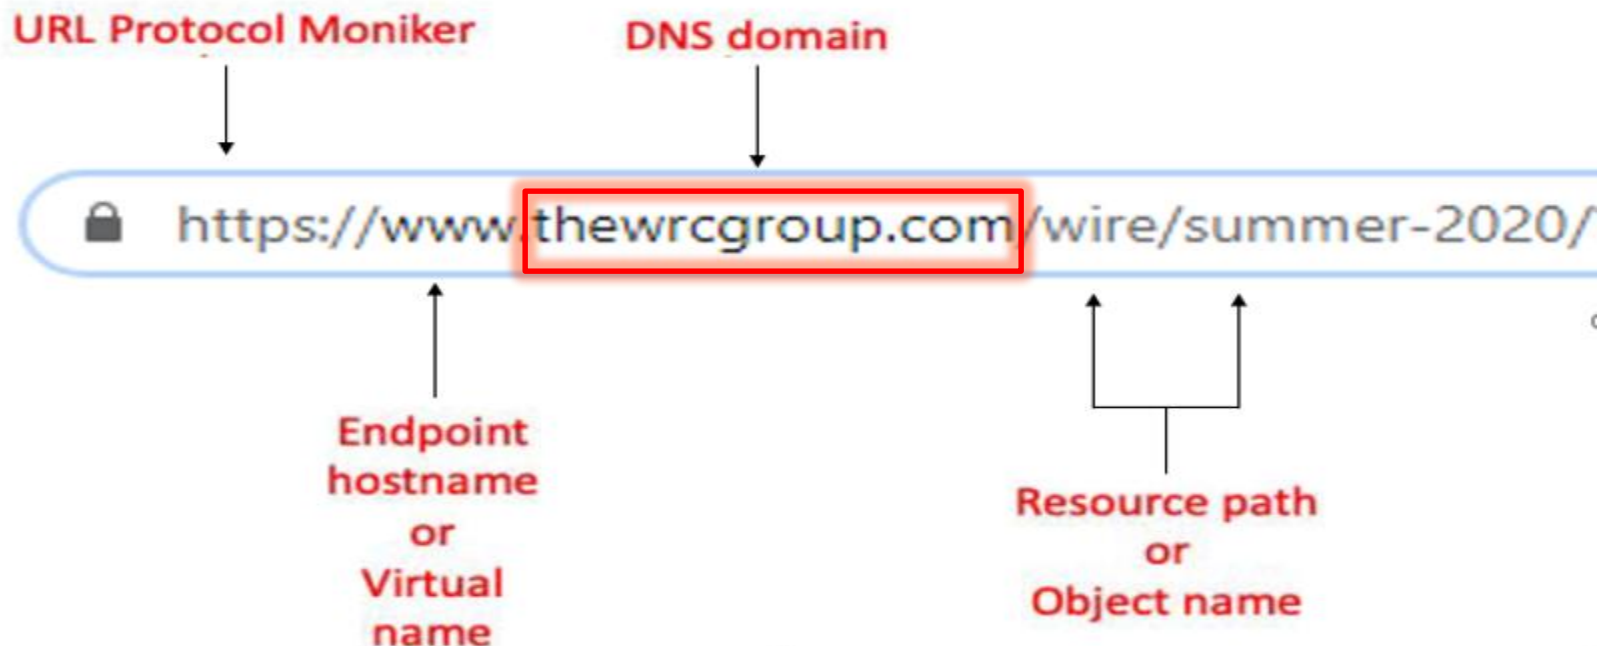 URL Protocol Moniker
DNS domain
https://www.thewrcgroup.com/wire/summer-2020/
Endpoint
hostname
or
Virtual
name
Resource path
or
Object name